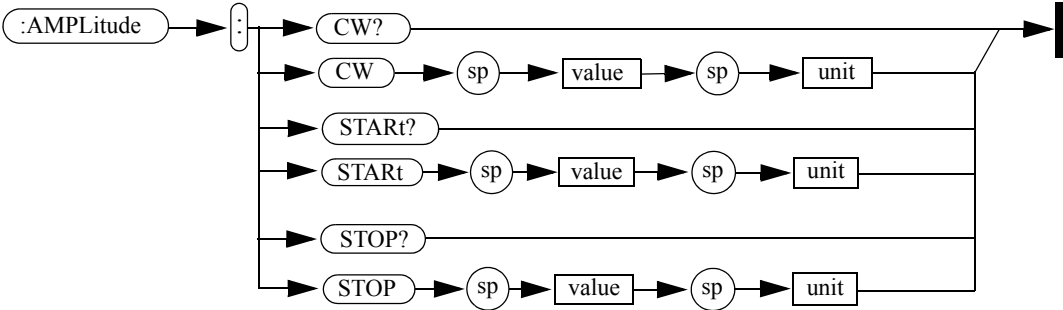 :AMPLitude : CW?
CW sp value sp unit
STARt?
STARt sp value sp unit
STOP?
STOP sp value sp unit